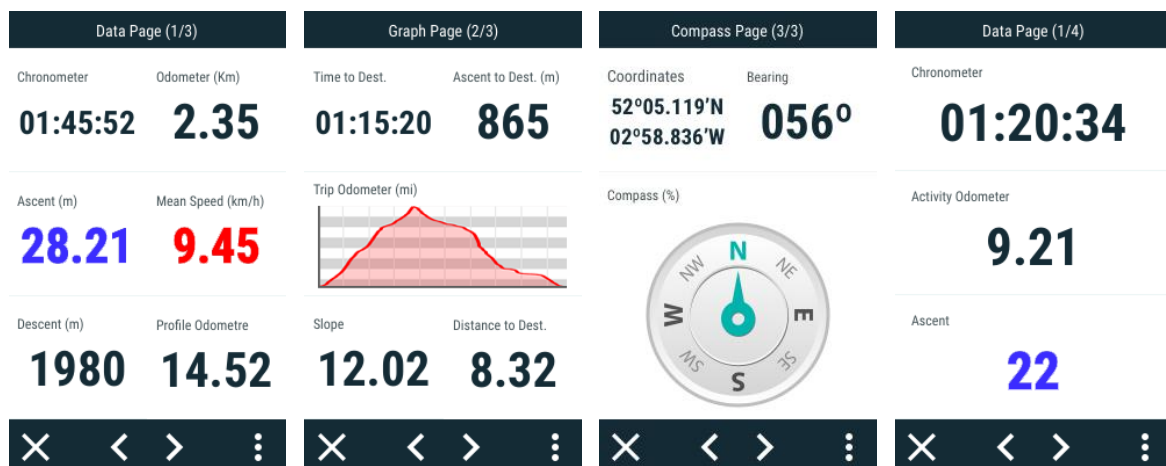 Data Page (1/3)
Chronometer Odometer (Km)
01:45:52 2.35
Ascent (m) Mean Speed (km/h)
28.21 9.45
Descent (m) Profile Odometre
1980 14.52
Graph Page (2/3)
Time to Dest. Ascent to Dest. (m)
01:15:20 865
Trip Odometer (mi)
Slope Distance to Dest.
12.02 8.32
Compass Page (3/3)
Coordinates Bearing
52º05.119’N 056º
02º58.836’W
Compass (%)
N
NW NE
W E
SW SE
S
Data Page (1/4)
Chronometer
01:20:34
Activity Odometer
9.21
Ascent
22